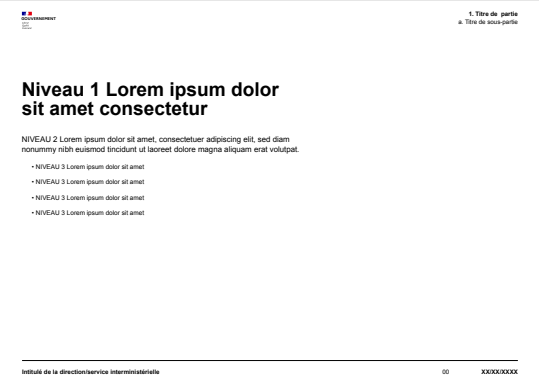 GOUVERNEMENT
1. Titre de partie
a. Titre de sous-partie
Niveau 1 Lorem ipsum dolor
sit amet consectetur
NIVEAU 2 Lorem ipsum dolor sit amet, consectetuer adipiscing elit, sed diam
nonummy nibh euismod tincidunt ut laoreet dolore magna aliquam erat volutpat.
• NIVEAU 3 Lorem ipsum dolor sit amet
• NIVEAU 3 Lorem ipsum dolor sit amet
• NIVEAU 3 Lorem ipsum dolor sit amet
• NIVEAU 3 Lorem ipsum dolor sit amet
Intitulé de la direction/service interministérielle
00
XX/XX/XXXX